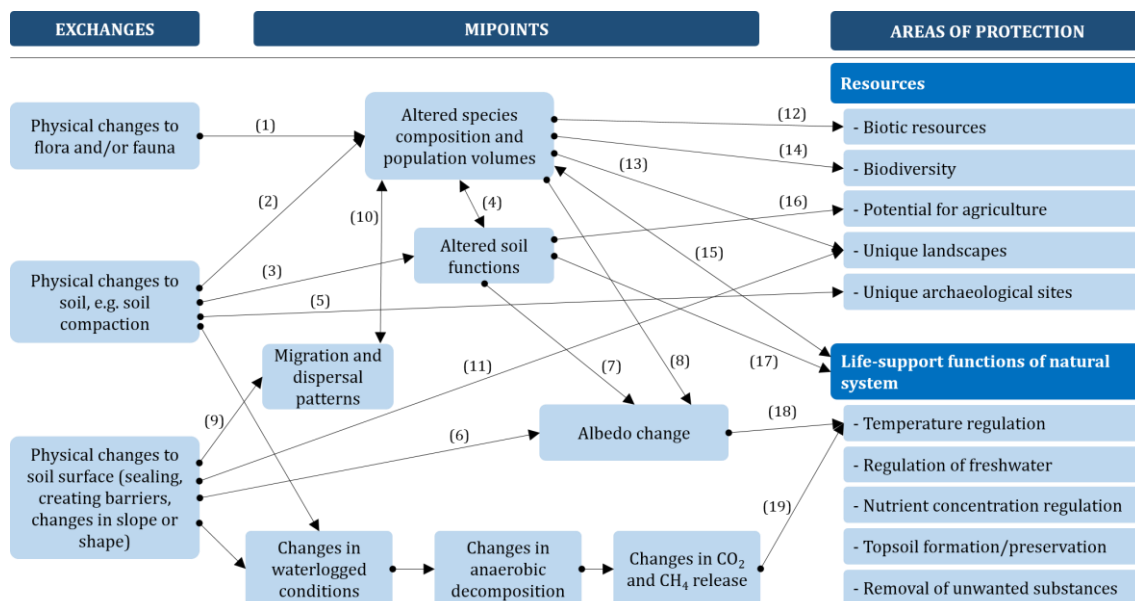 EXCHANGES
MIPOINTS
AREAS OF PROTECTION
Resources
Physical changes to
flora and/or fauna
(1)
Altered species
composition and
population volumes
(12)
- Biotic resources
(14)
- Biodiversity
(13)
(2)
(10)
(4)
(16)
- Potential for agriculture
Altered soil
functions
(15)
- Unique landscapes
Physical changes to
soil, e.g. soil
compaction
(3)
(5)
- Unique archaeological sites
Migration and
dispersal
patterns
(11)
(7)
(8)
(17)
Life-support functions of natural
system
(9)
(6)
Albedo change
(18)
- Temperature regulation
Physical changes to
soil surface (sealing,
creating barriers,
changes in slope or
shape)
- Regulation of freshwater
(19)
- Nutrient concentration regulation
Changes in
waterlogged
conditions
Changes in
anaerobic
decomposition
Changes in CO₂
and CH₄ release
- Topsoil formation/preservation
- Removal of unwanted substances